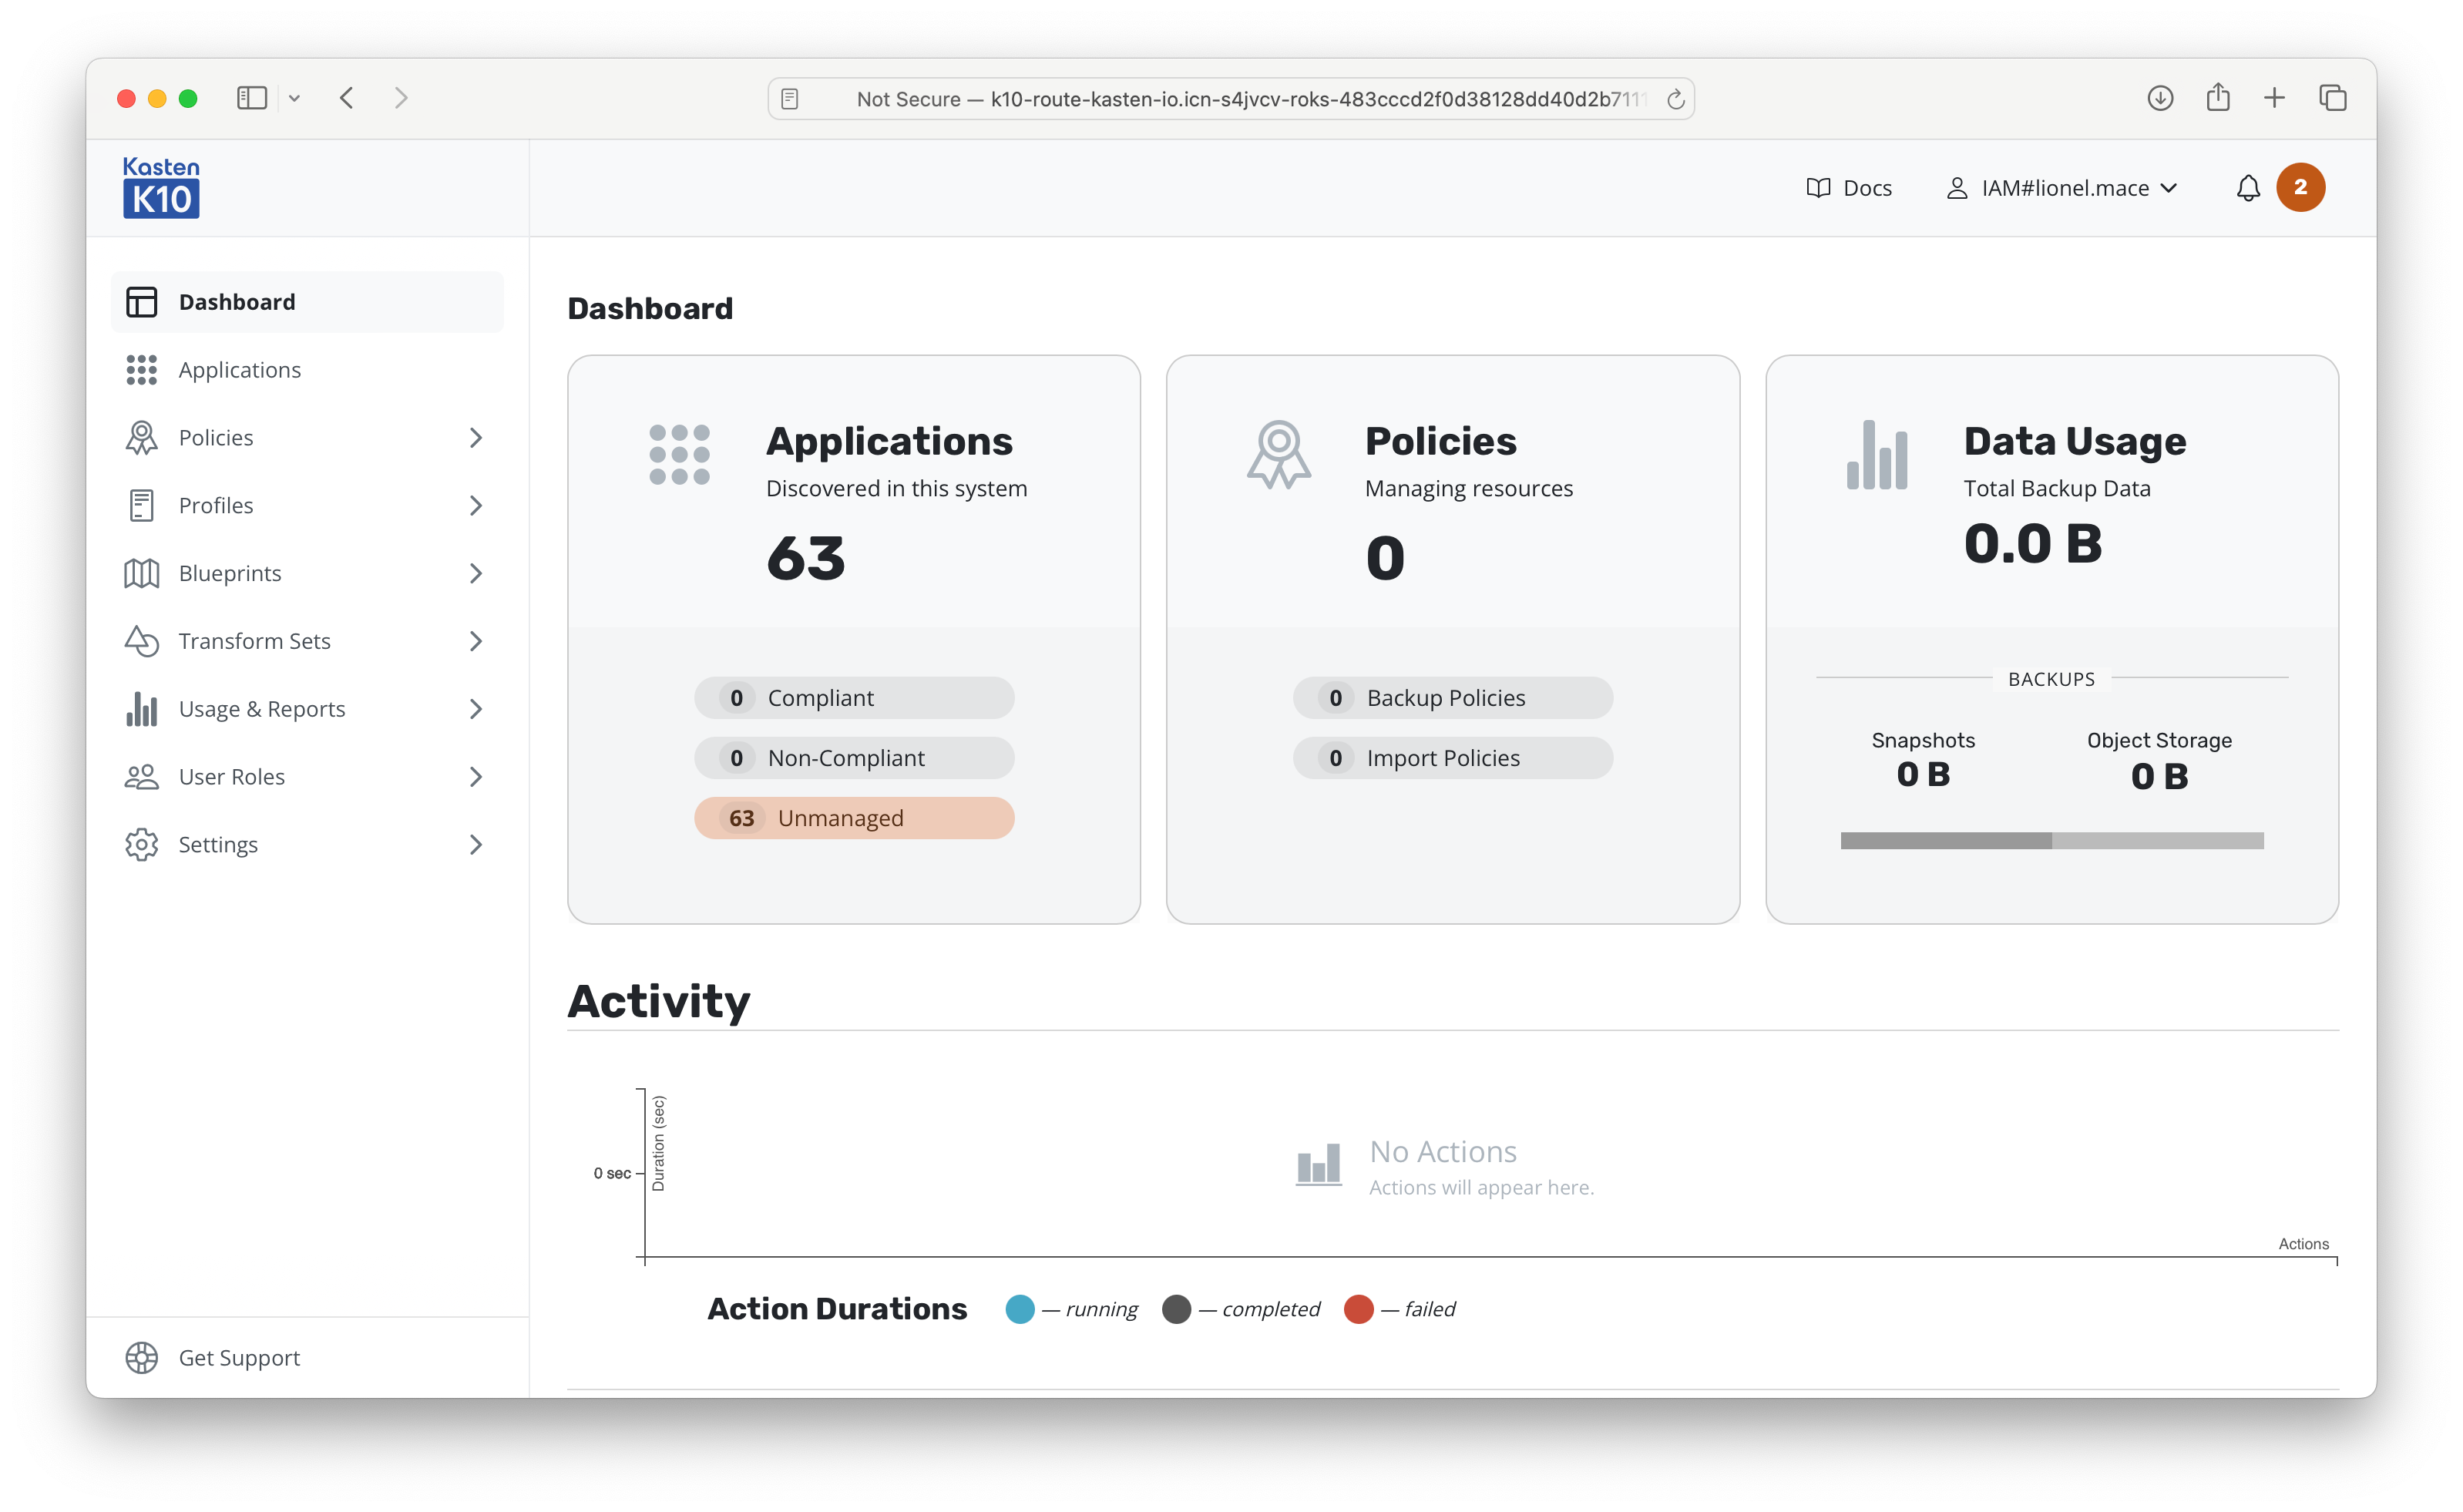 Not Secure — k10-route-kasten-io.icn-s4jvcv-roks-483cccd2f0d38128dd40d2b7111
Kasten
K10
Docs
IAM#lionel.mace
2
Dashboard
Applications
Policies
Profiles
Blueprints
Transform Sets
Usage & Reports
User Roles
Settings
Get Support
Dashboard
Applications
Discovered in this system
63
0 Compliant
0 Non-Compliant
63 Unmanaged
Policies
Managing resources
0
0 Backup Policies
0 Import Policies
Data Usage
Total Backup Data
0.0 B
BACKUPS
Snapshots
0 B
Object Storage
0 B
Activity
Duration (sec)
0 sec
No Actions
Actions will appear here.
Actions
Action Durations
— running
— completed
— failed